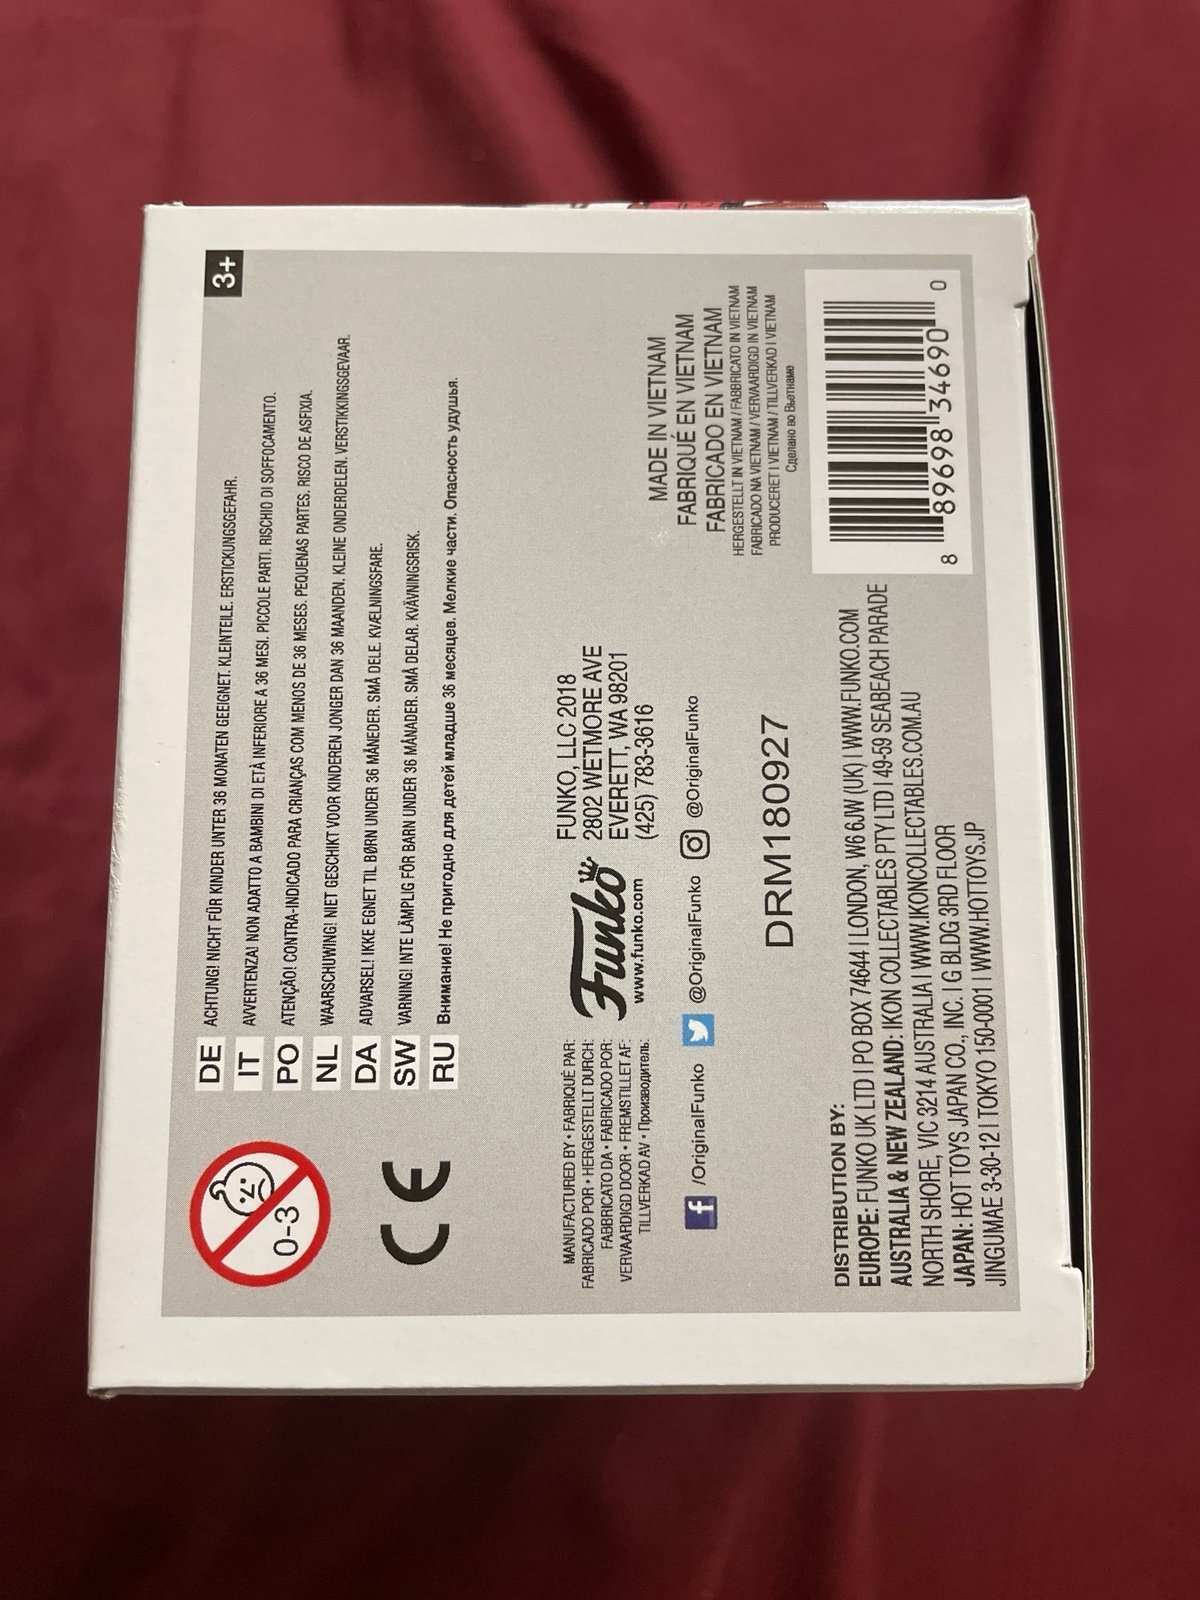 3+
0-3
DE ACHTUNG! NICHT FÜR KINDER UNTER 36 MONATEN GEEIGNET. KLEINTEILE. ERSTICKUNGSGEFAHR.
IT AVVERTENZA! NON ADATTO A BAMBINI DI ETÀ INFERIORE A 36 MESI. PICCOLE PARTI. RISCHIO DI SOFFOCAMENTO.
PO ATENÇÃO! CONTRA-INDICADO PARA CRIANÇAS COM MENOS DE 36 MESES. PEQUENAS PARTES. RISCO DE ASFIXIA.
NL WAARSCHUWING! NIET GESCHIKT VOOR KINDEREN JONGER DAN 36 MAANDEN. KLEINE ONDERDELEN. VERSTIKKINGSGEVAAR.
DA ADVARSEL! IKKE EGNET TIL BØRN UNDER 36 MÅNEDER. SMÅ DELE. KVÆLNINGSFARE.
SW VARNING! INTE LÄMPLIG FÖR BARN UNDER 36 MÅNADER. SMÅ DELAR. KVÄVNINGSRISK.
RU Внимание! Не пригодно для детей младше 36 месяцев. Мелкие части. Опасность удушья.
CE
MANUFACTURED BY • FABRIQUÉ PAR:
FABRICADO POR • HERGESTELLT DURCH:
FABBRICATO DA • FABRICADO POR:
VERVAARDIGD DOOR • FREMSTILLET AF:
TILLVERKAD AV • Производитель:
Funko
www.funko.com
FUNKO, LLC 2018
2802 WETMORE AVE
EVERETT, WA 98201
(425) 783-3616
/OriginalFunko @OriginalFunko @OriginalFunko
DRM180927
MADE IN VIETNAM
FABRIQUÉ EN VIETNAM
FABRICADO EN VIETNAM
HERGESTELLT IN VIETNAM / FABBRICATO IN VIETNAM
FABRICADO NA VIETNAM / VERVAARDIGD IN VIETNAM
PRODUCERET I VIETNAM / TILLVERKAD I VIETNAM
Сделано во Вьетнаме
DISTRIBUTION BY:
EUROPE: FUNKO UK LTD I PO BOX 74644 I LONDON, W6 6JW (UK) I WWW.FUNKO.COM
AUSTRALIA & NEW ZEALAND: IKON COLLECTABLES PTY LTD I 49-59 SEABEACH PARADE
NORTH SHORE, VIC 3214 AUSTRALIA I WWW.IKONCOLLECTABLES.COM.AU
JAPAN: HOT TOYS JAPAN CO., INC. I G BLDG 3RD FLOOR
JINGUMAE 3-30-12 I TOKYO 150-0001 I WWW.HOTTOYS.JP
8 89698 34690 0